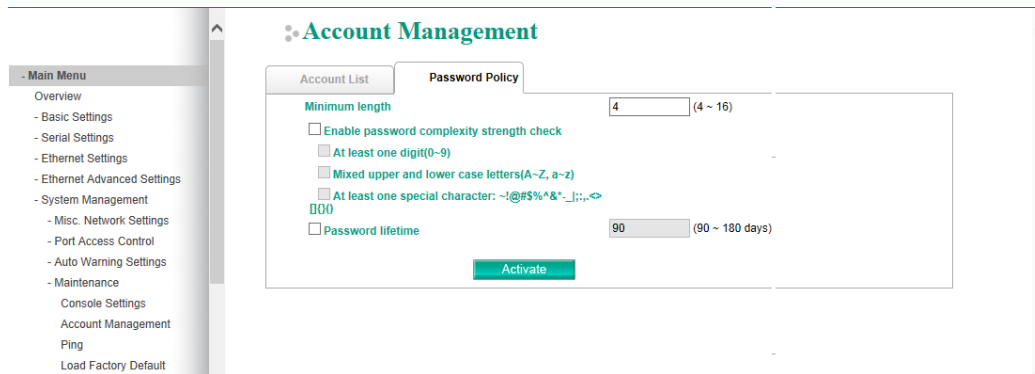 Account Management
- Main Menu
Overview
- Basic Settings
- Serial Settings
- Ethernet Settings
- Ethernet Advanced Settings
- System Management
- Misc. Network Settings
- Port Access Control
- Auto Warning Settings
- Maintenance
Console Settings
Account Management
Ping
Load Factory Default
Account List
Password Policy
Minimum length 4 (4 ~ 16)
Enable password complexity strength check
At least one digit(0~9)
Mixed upper and lower case letters(A~Z, a~z)
At least one special character: ~!@#$%^&*-_|;:,.<>
[]{}()
Password lifetime 90 (90 ~ 180 days)
Activate